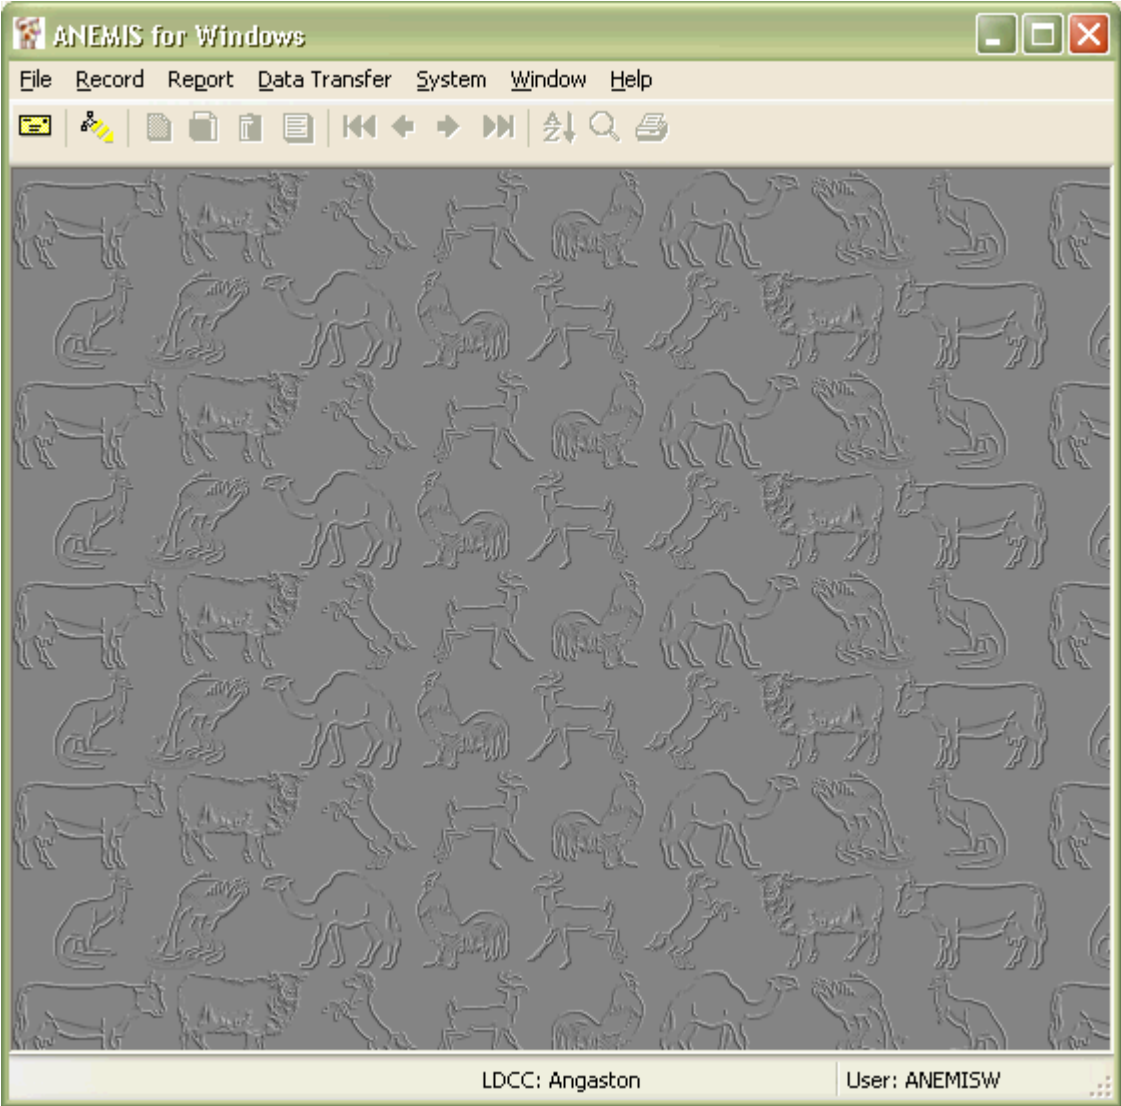 ANEMIS for Windows
File Record Report Data Transfer System Window Help
A Z
LDCC: Angaston User: ANEMISW